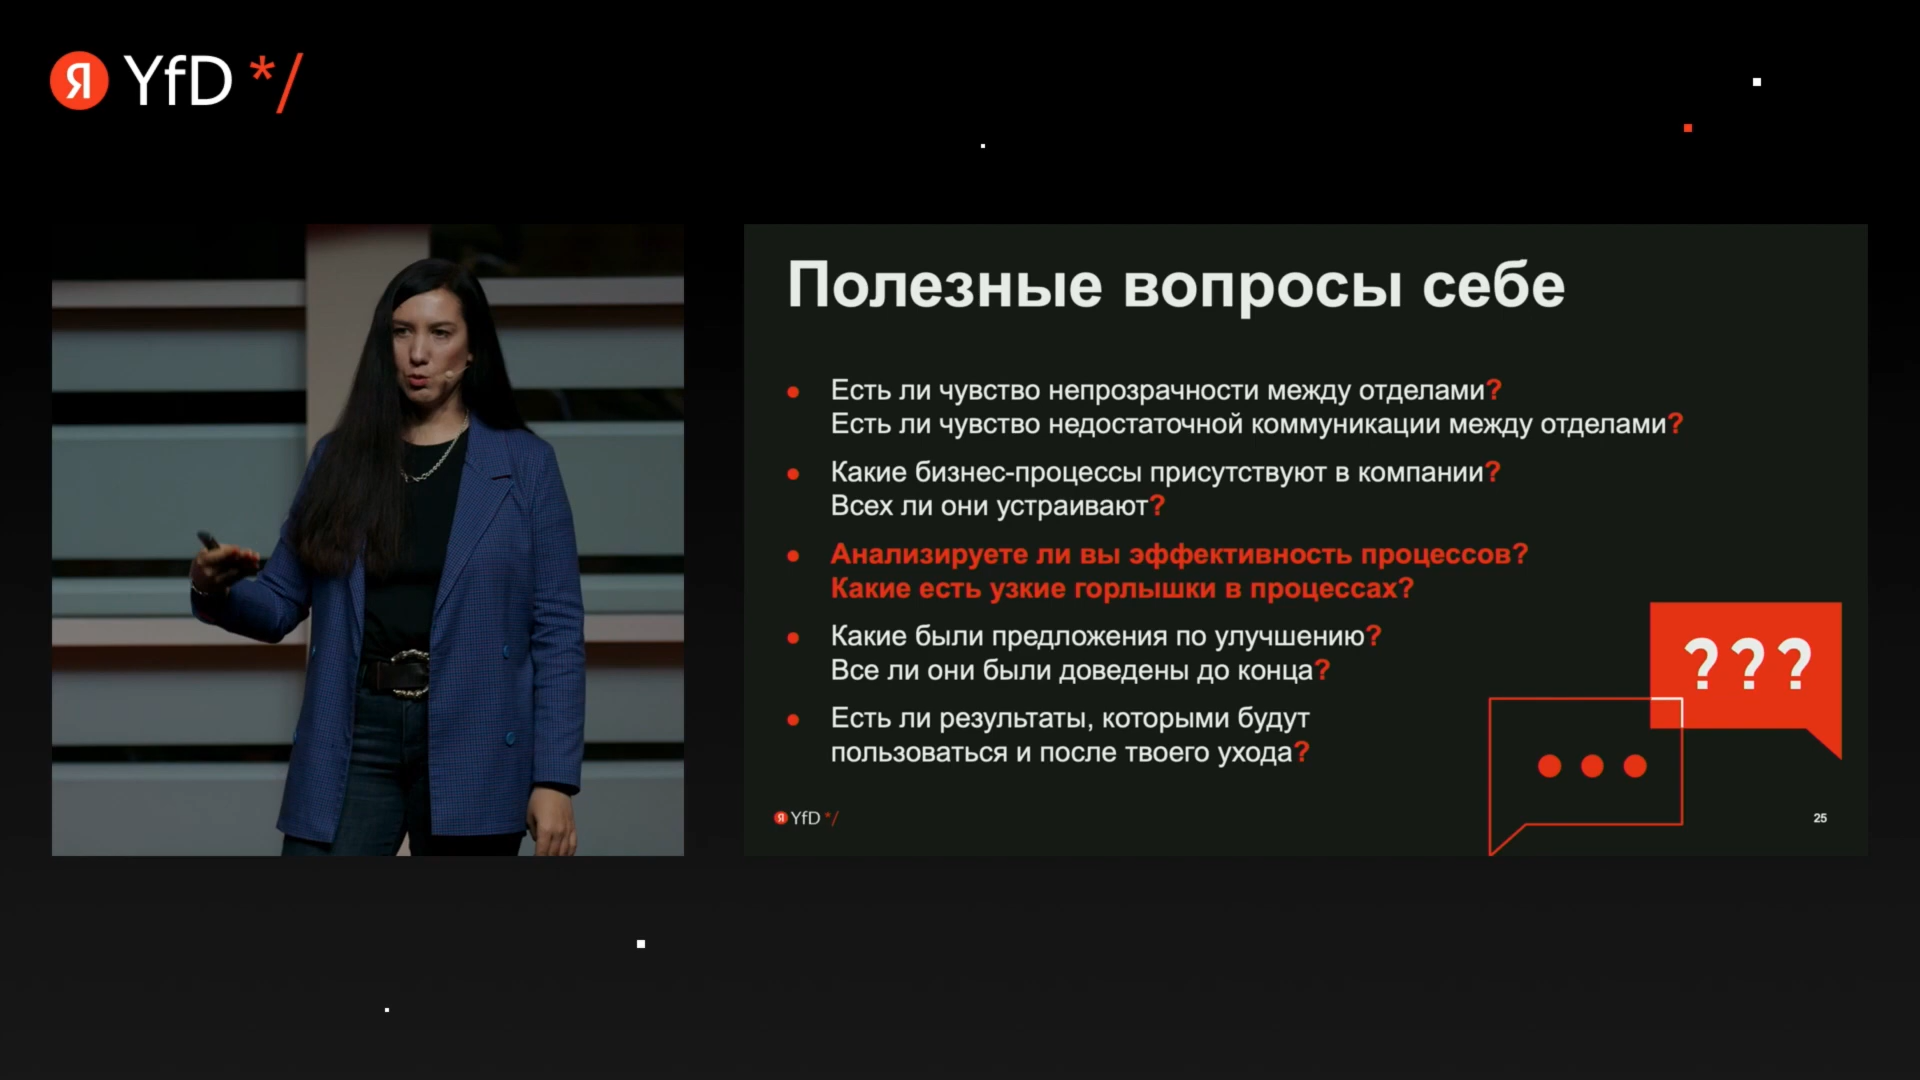 Я YfD */
Полезные вопросы себе
Есть ли чувство непрозрачности между отделами?
Есть ли чувство недостаточной коммуникации между отделами?
Какие бизнес-процессы присутствуют в компании?
Всех ли они устраивают?
Анализируете ли вы эффективность процессов?
Какие есть узкие горлышки в процессах?
Какие были предложения по улучшению?
Все ли они были доведены до конца?
Есть ли результаты, которыми будут
пользоваться и после твоего ухода?
???
Я YfD */
25